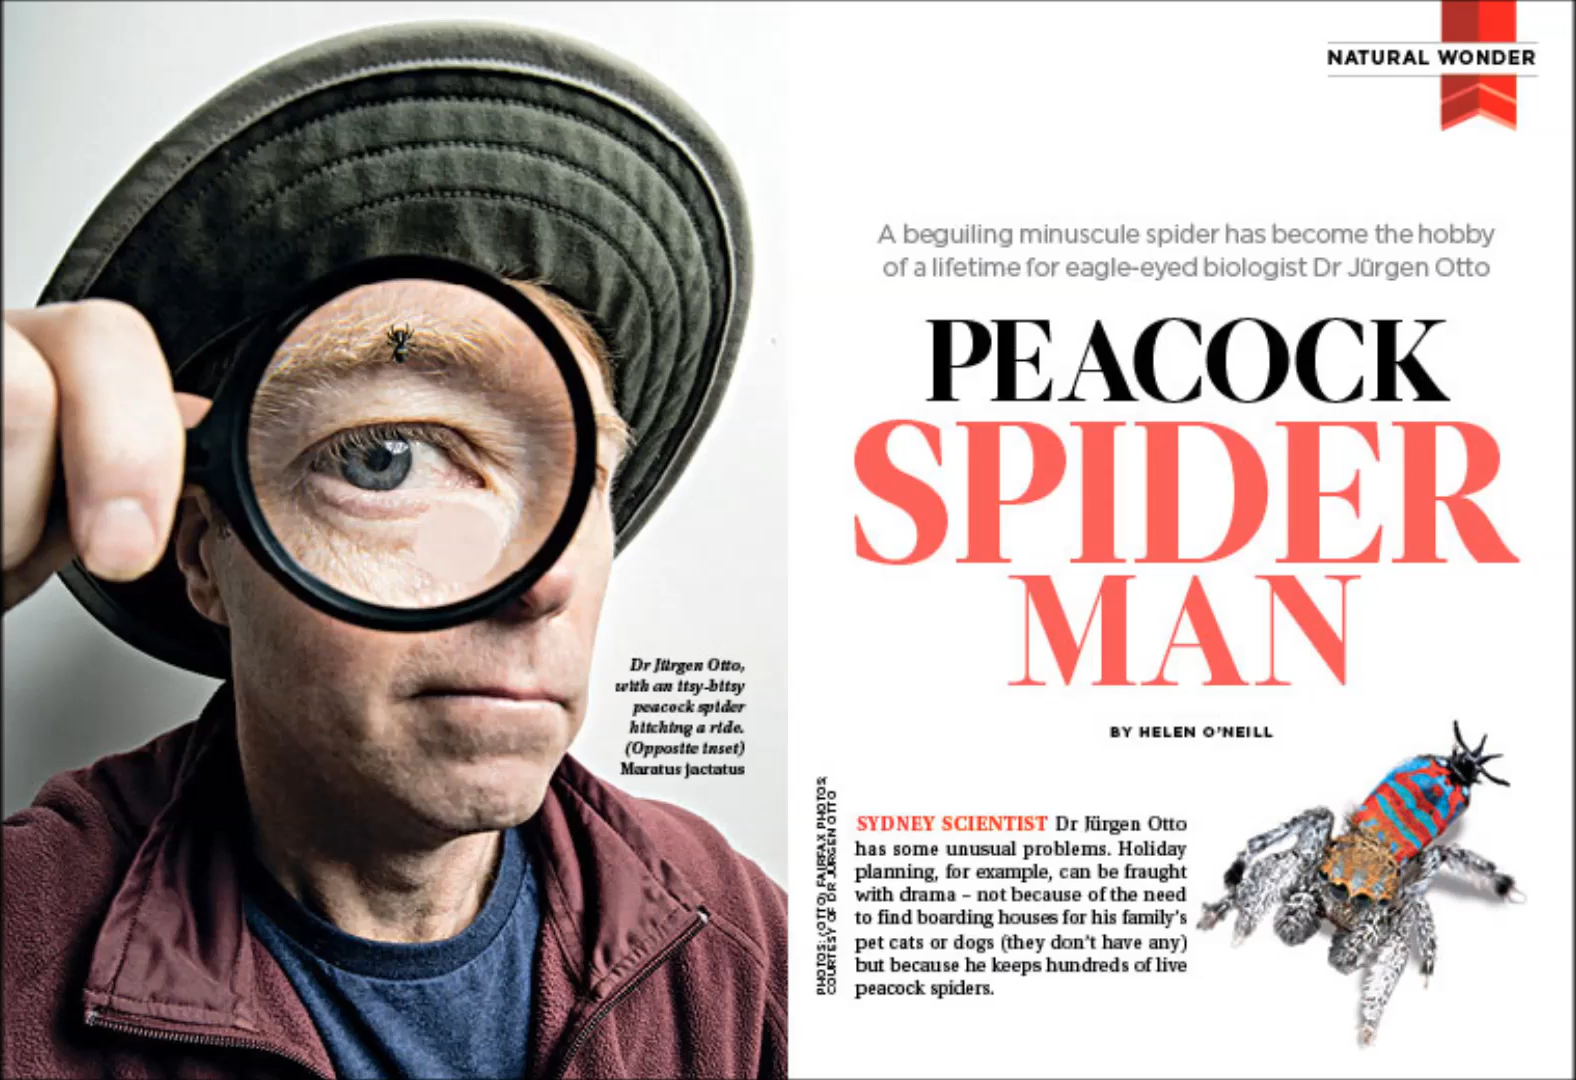 NATURAL WONDER
A beguiling minuscule spider has become the hobby
of a lifetime for eagle-eyed biologist Dr Jürgen Otto
PEACOCK
SPIDER
MAN
BY HELEN O'NEILL
Dr Jürgen Otto,
with an itsy-bitsy
peacock spider
hitching a ride.
(Opposite inset)
Maratus jactatus
PHOTOS: (OTTO) FAIRFAX PHOTOS;
COURTESY OF DR JÜRGEN OTTO
SYDNEY SCIENTIST Dr Jürgen Otto
has some unusual problems. Holiday
planning, for example, can be fraught
with drama – not because of the need
to find boarding houses for his family's
pet cats or dogs (they don't have any)
but because he keeps hundreds of live
peacock spiders.